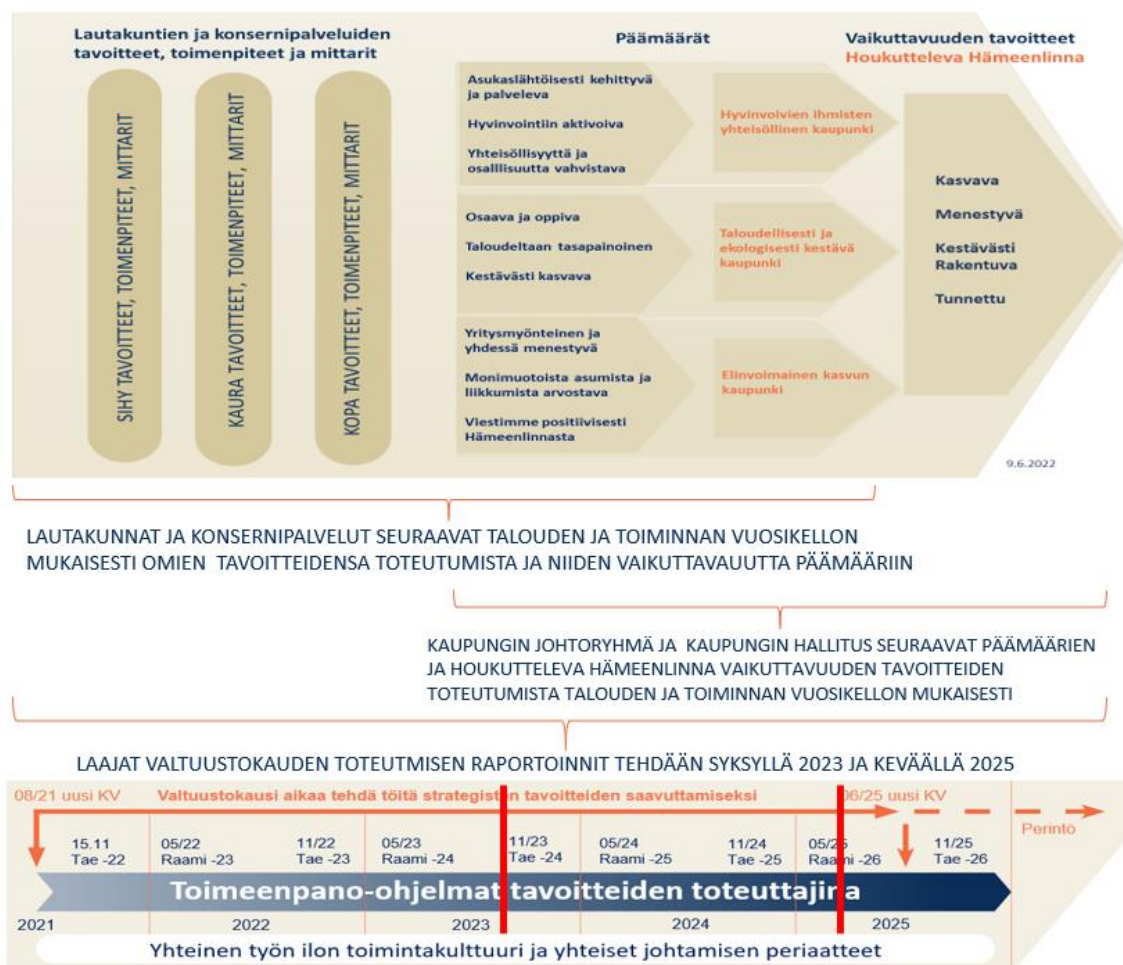 Lautakuntien ja konsernipalveluiden
tavoitteet, toimenpiteet ja mittarit
SIHY TAVOITTEET, TOIMENPITEET, MITTARIT
KAURA TAVOITTEET, TOIMENPITEET, MITTARIT
KOPA TAVOITTEET, TOIMENPITEET, MITTARIT
Päämäärät
Asukaslähtöisesti kehittyvä
ja palveleva
Hyvinvointiin aktivoiva
Yhteisöllisyyttä ja
osallisuutta vahvistava
Hyvinvoivien ihmisten
yhteisöllinen kaupunki
Osaava ja oppiva
Taloudeltaan tasapainoinen
Kestävästi kasvava
Taloudellisesti ja
ekologisesti kestävä
kaupunki
Yritysmyönteinen ja
yhdessä menestyvä
Monimuotoista asumista ja
liikkumista arvostava
Viestimme positiivisesti
Hämeenlinnasta
Elinvoimainen kasvun
kaupunki
Vaikuttavuuden tavoitteet
Houkutteleva Hämeenlinna
Kasvava
Menestyvä
Kestävästi
Rakentuva
Tunnettu
9.6.2022
LAUTAKUNNAT JA KONSERNIPALVELUT SEURAAVAT TALOUDEN JA TOIMINNAN VUOSIKELLON
MUKAISESTI OMIEN TAVOITTEIDENSA TOTEUTUMISTA JA NIIDEN VAIKUTTAVAUUTTA PÄÄMÄÄRIIN
KAUPUNGIN JOHTORYHMÄ JA KAUPUNGIN HALLITUS SEURAAVAT PÄÄMÄÄRIEN
JA HOUKUTTELEVA HÄMEENLINNA VAIKUTTAVUUDEN TAVOITTEIDEN
TOTEUTUMISTA TALOUDEN JA TOIMINNAN VUOSIKELLON MUKAISESTI
LAAJAT VALTUUSTOKAUDEN TOTEUTMISEN RAPORTOINNIT TEHDÄÄN SYKSYLLÄ 2023 JA KEVÄÄLLÄ 2025
08/21 uusi KV
Valtuustokausi aikaa tehdä töitä strategisten tavoitteiden saavuttamiseksi
06/25 uusi KV
Perintö
15.11
Tae -22
05/22
Raami -23
11/22
Tae -23
05/23
Raami -24
11/23
Tae -24
05/24
Raami -25
11/24
Tae -25
05/25
Raami -26
11/25
Tae -26
Toimeenpano-ohjelmat tavoitteiden toteuttajina
2021
2022
2023
2024
2025
Yhteinen työn ilon toimintakulttuuri ja yhteiset johtamisen periaatteet